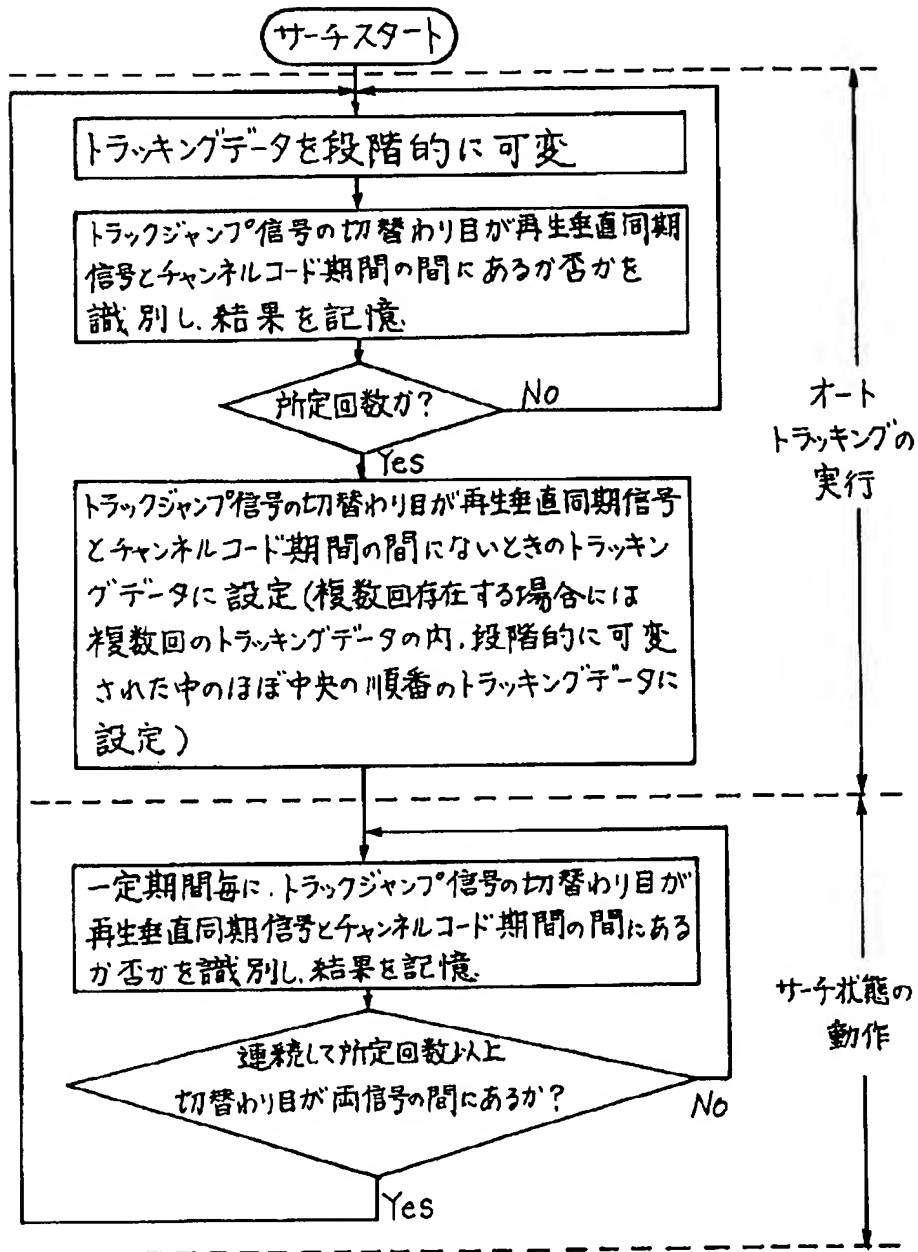 サーチスタート
トラッキングデータを段階的に可変
トラックジャンプ信号の切替わり目が再生垂直同期
信号とチャンネルコード期間の間にあるか否かを
識別し、結果を記憶
所定回数か?
No
Yes
トラックジャンプ信号の切替わり目が再生垂直同期信号
とチャンネルコード期間の間にないときのトラッキン
グデータに設定(複数回存在する場合には
複数回のトラッキングデータの内、段階的に可変
された中のほぼ中央の順番のトラッキングデータに
設定)
オート
トラッキングの
実行
一定期間毎に、トラックジャンプ信号の切替わり目が
再生垂直同期信号とチャンネルコード期間の間にある
か否かを識別し、結果を記憶
連続して所定回数以上
切替わり目が両信号の間にあるか?
No
Yes
サーチ状態の
動作